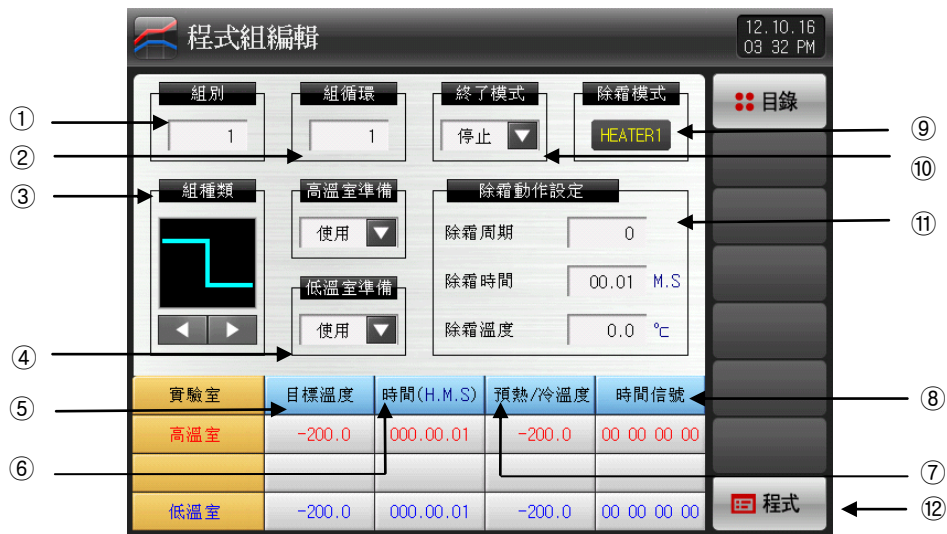 程式組編輯
12.10.16
03 32 PM
組別
組循環
終了模式
除霜模式
目錄
①
1
1
停止
HEATER1
⑨
②
⑩
③
組種類
高溫室準備
除霜動作設定
⑪
使用
除霜周期
0
低溫室準備
除霜時間
00.01
M.S
使用
除霜溫度
0.0
℃
④
實驗室
目標溫度
時間(H.M.S)
預熱/冷溫度
時間信號
⑤
⑧
高溫室
-200.0
000.00.01
-200.0
00 00 00 00
⑥
⑦
低溫室
-200.0
000.00.01
-200.0
00 00 00 00
程式
⑫